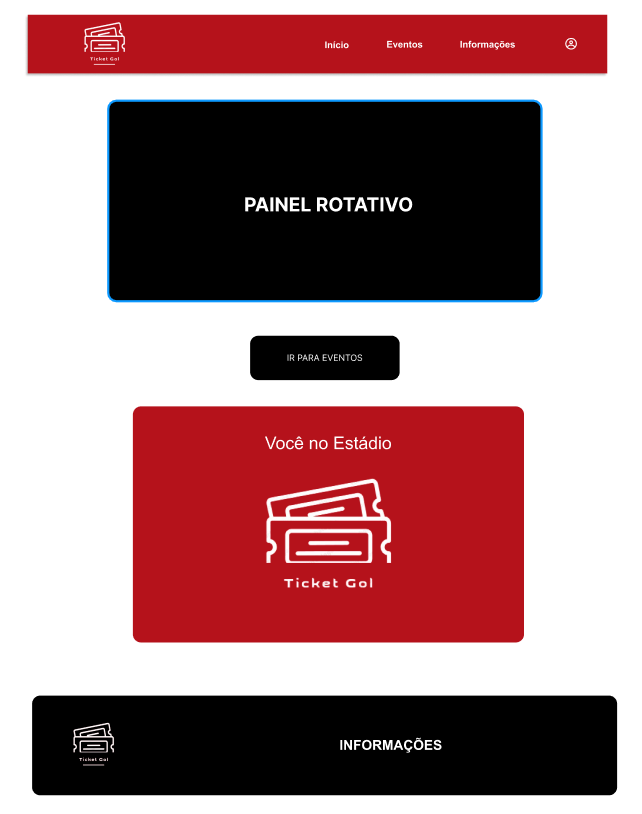 Ticket Gol
Início Eventos Informações
PAINEL ROTATIVO
IR PARA EVENTOS
Você no Estádio
Ticket Gol
Ticket Gol
INFORMAÇÕES